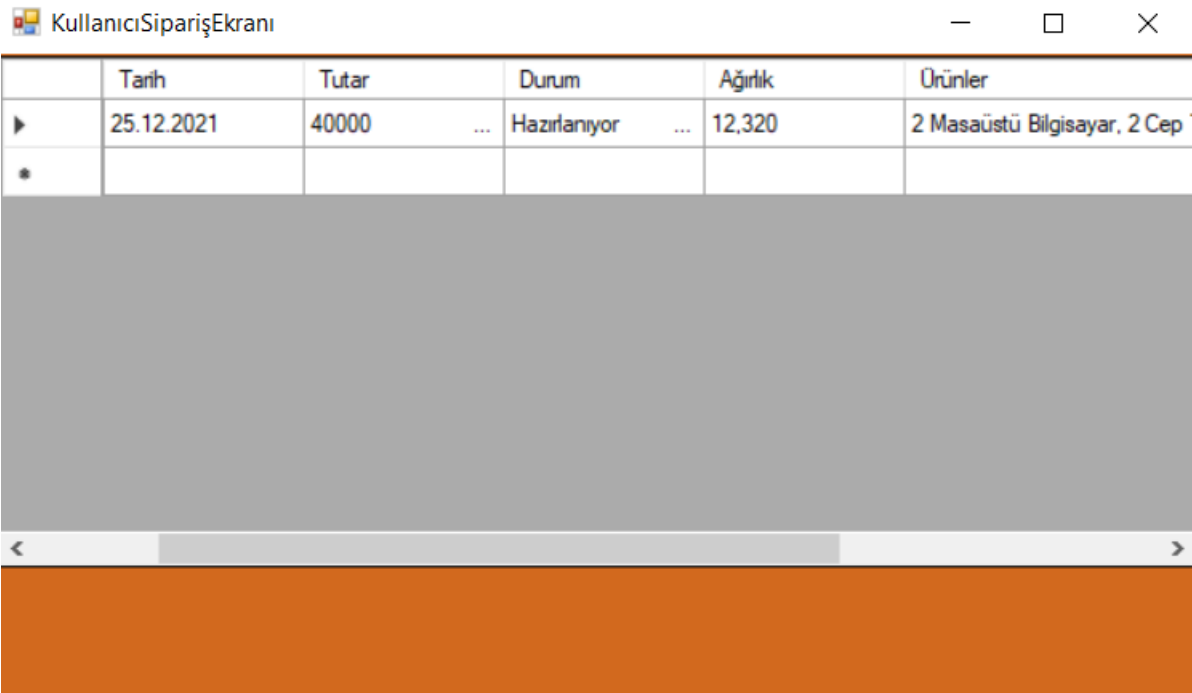 KullanıcıSiparişEkranı
Tarih Tutar Durum Ağırlık Ürünler
25.12.2021 40000 ... Hazırlanıyor ... 12,320 2 Masaüstü Bilgisayar, 2 Cep